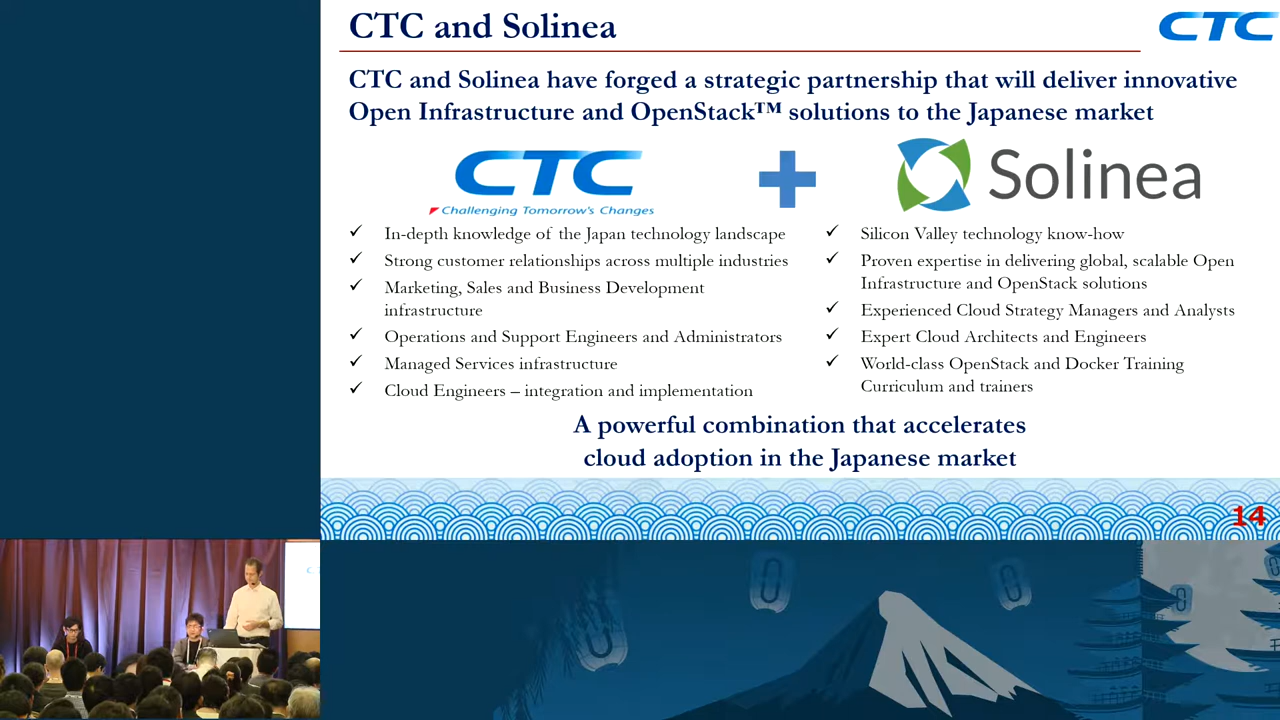 CTC and Solinea
CTC
CTC and Solinea have forged a strategic partnership that will deliver innovative
Open Infrastructure and OpenStack™ solutions to the Japanese market
CTC
Challenging Tomorrow's Changes
Solinea
In-depth knowledge of the Japan technology landscape
Strong customer relationships across multiple industries
Marketing, Sales and Business Development
infrastructure
Operations and Support Engineers and Administrators
Managed Services infrastructure
Cloud Engineers – integration and implementation
Silicon Valley technology know-how
Proven expertise in delivering global, scalable Open
Infrastructure and OpenStack solutions
Experienced Cloud Strategy Managers and Analysts
Expert Cloud Architects and Engineers
World-class OpenStack and Docker Training
Curriculum and trainers
A powerful combination that accelerates
cloud adoption in the Japanese market
14